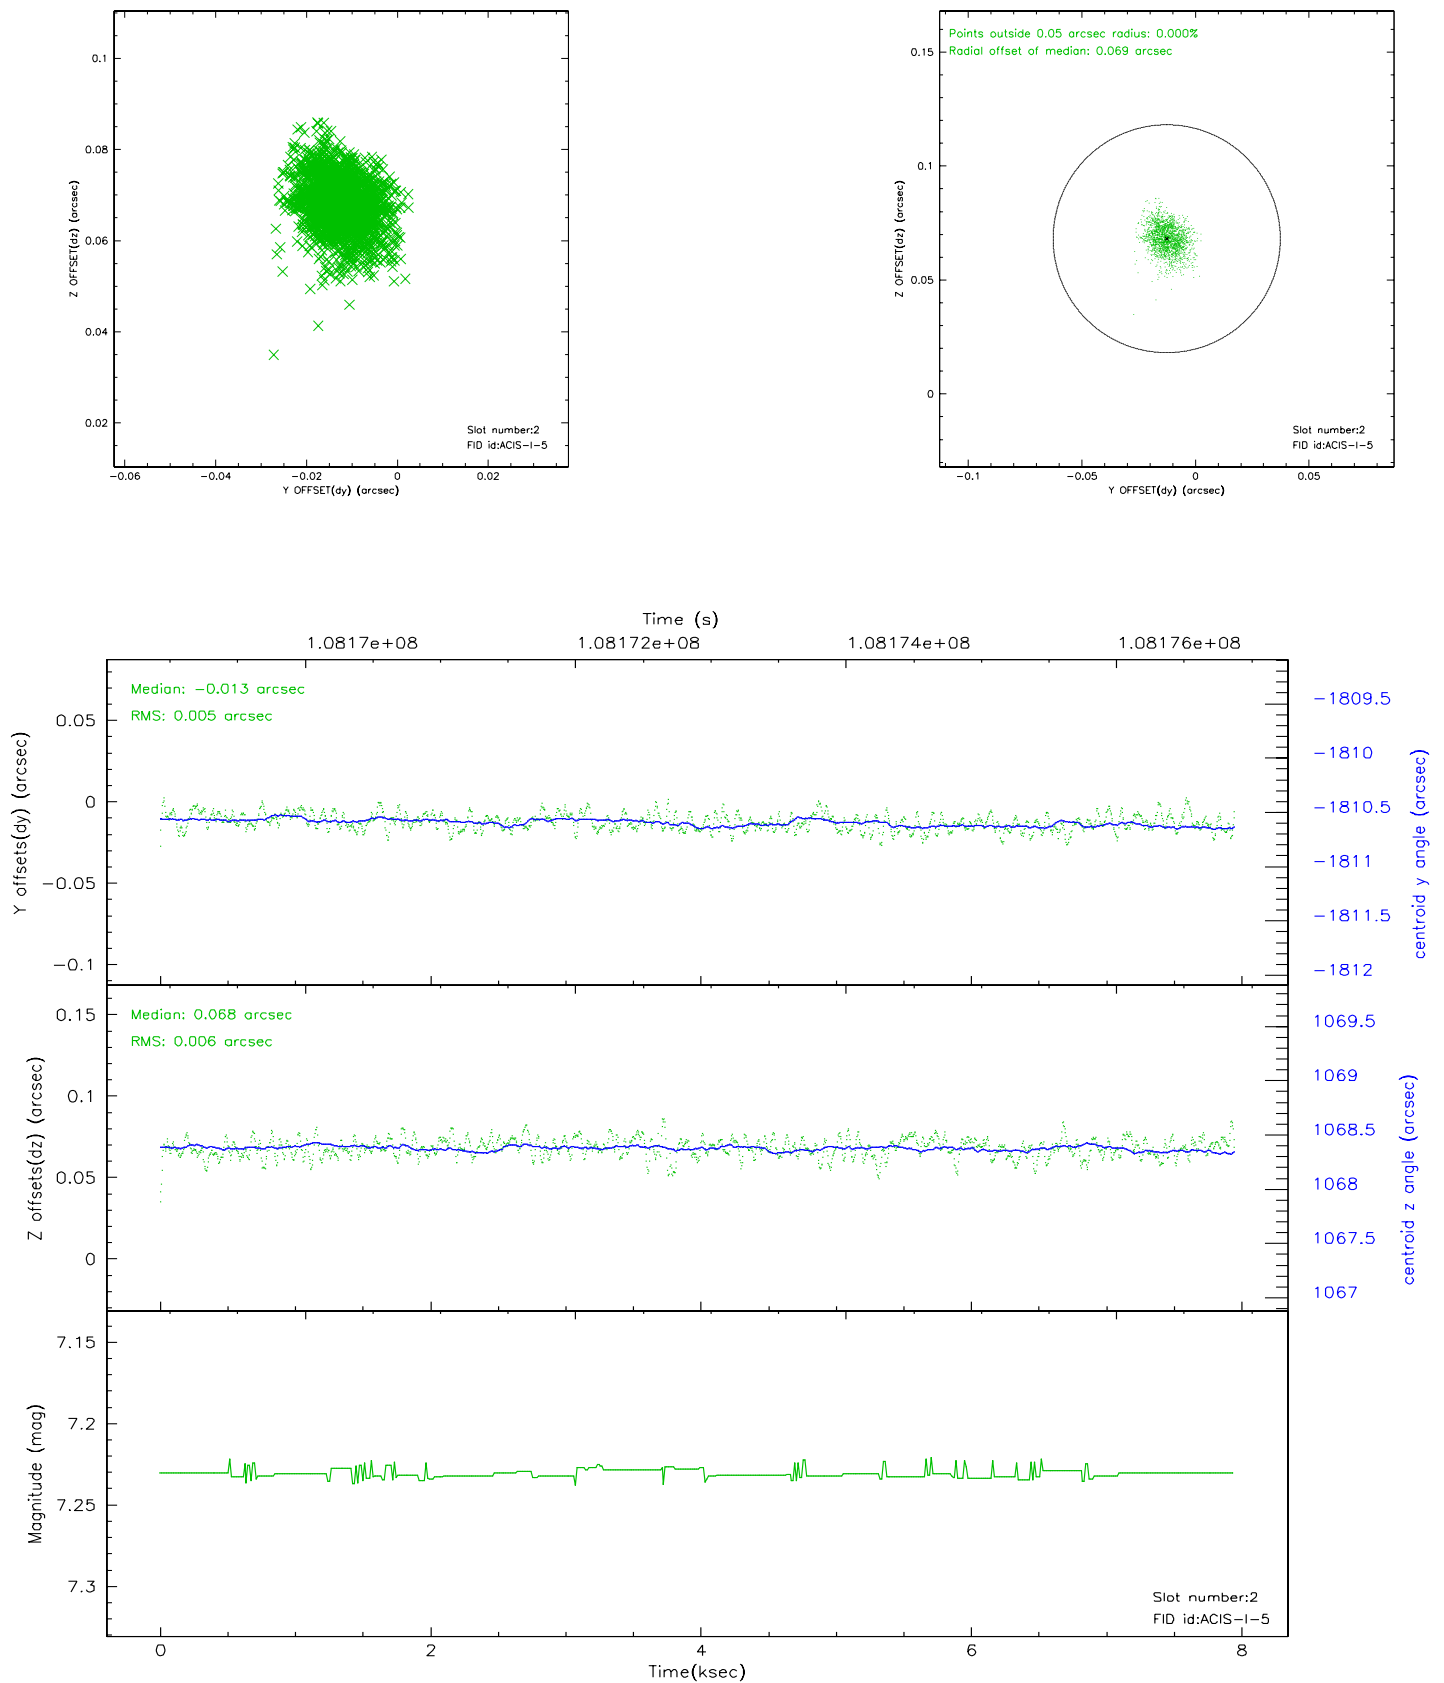 0.1
0.08
0.06
0.04
0.02
Z OFFSET(dz) (arcsec)
Slot number:2
FID id:ACIS-I-5
-0.06
-0.04
-0.02
0
0.02
Y OFFSET(dy) (arcsec)
Points outside 0.05 arcsec radius: 0.000%
Radial offset of median: 0.069 arcsec
0.15
0.1
0.05
0
Z OFFSET(dz) (arcsec)
Slot number:2
FID id:ACIS-I-5
-0.1
-0.05
0
0.05
Y OFFSET(dy) (arcsec)
Time (s)
1.0817e+08
1.08172e+08
1.08174e+08
1.08176e+08
Median: -0.013 arcsec
RMS: 0.005 arcsec
0.05
0
-0.05
-0.1
Y offsets(dy) (arcsec)
-1809.5
-1810
-1810.5
-1811
-1811.5
-1812
centroid y angle (arcsec)
Median: 0.068 arcsec
RMS: 0.006 arcsec
0.15
0.1
0.05
0
Z offsets(dz) (arcsec)
1069.5
1069
1068.5
1068
1067.5
1067
centroid z angle (arcsec)
7.15
7.2
7.25
7.3
Magnitude (mag)
Slot number:2
FID id:ACIS-I-5
0
2
4
6
8
Time(ksec)